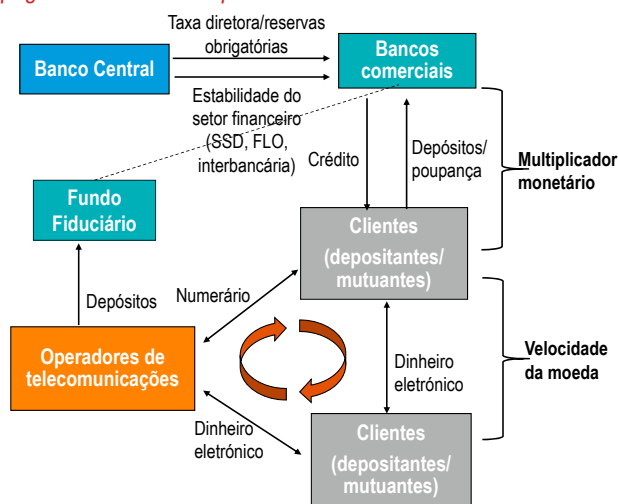 Taxa diretora/reservas
obrigatórias
Banco Central
Bancos
comerciais
Estabilidade do
setor financeiro
(SSD, FLO,
interbancária)
Crédito
Depósitos/
poupança
Multiplicador
monetário
Fundo
Fiduciário
Clientes
(depositantes/
mutuantes)
Depósitos
Numerário
Operadores de
telecomunicações
Dinheiro
eletrónico
Velocidade
da moeda
Dinheiro
eletrónico
Clientes
(depositantes/
mutuantes)